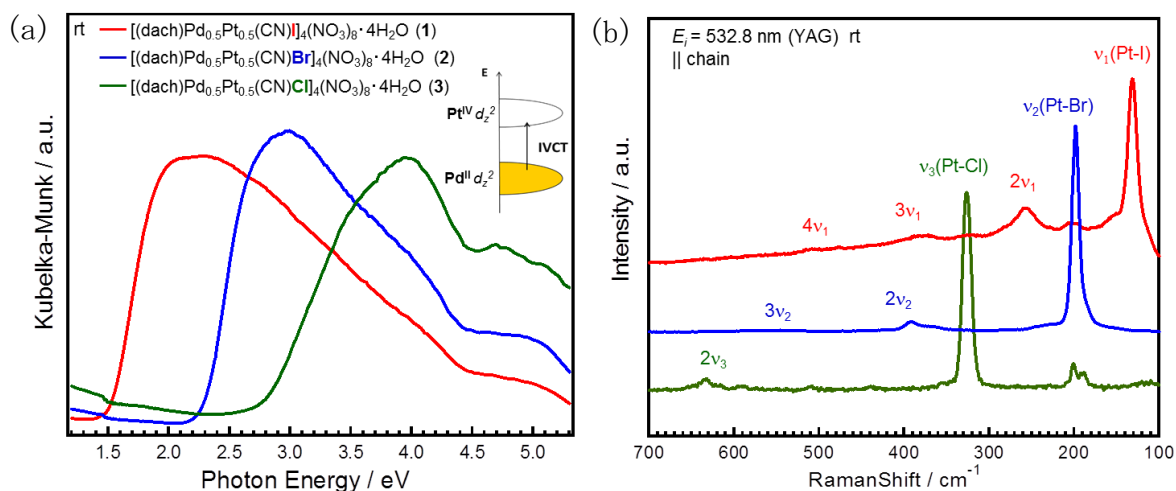 (a)
rt
[(dach)Pd0.5Pt0.5(CN)I]4(NO3)8・4H2O (1)
[(dach)Pd0.5Pt0.5(CN)Br]4(NO3)8・4H2O (2)
[(dach)Pd0.5Pt0.5(CN)Cl]4(NO3)8・4H2O (3)
E
PtIV dz2
IVCT
PdII dz2
Kubelka-Munk / a.u.
1.5 2.0 2.5 3.0 3.5 4.0 4.5 5.0
Photon Energy / eV
(b)
Ei = 532.8 nm (YAG) rt
|| chain
ν1(Pt-I)
ν2(Pt-Br)
ν3(Pt-Cl)
2ν1
3ν1
4ν1
3ν2
2ν2
2ν3
Intensity / a.u.
700 600 500 400 300 200 100
RamanShift / cm-1